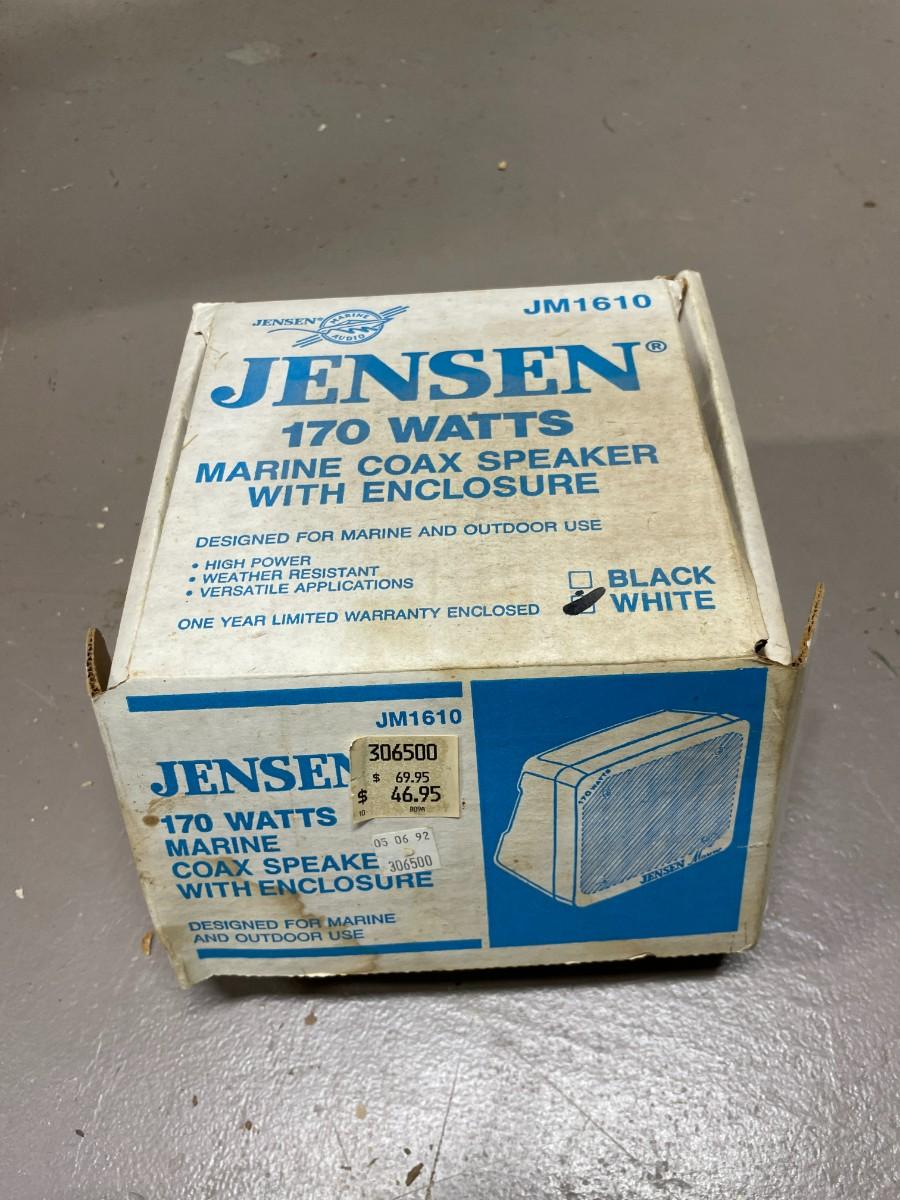 JENSEN®
MARINE
AUDIO
JM1610
JENSEN®
170 WATTS
MARINE COAX SPEAKER
WITH ENCLOSURE
DESIGNED FOR MARINE AND OUTDOOR USE
• HIGH POWER
• WEATHER RESISTANT
• VERSATILE APPLICATIONS
ONE YEAR LIMITED WARRANTY ENCLOSED
BLACK
WHITE
JM1610
JENSEN
170 WATTS
MARINE
COAX SPEAKE
WITH ENCLOSURE
DESIGNED FOR MARINE
AND OUTDOOR USE
306500
$ 69.95
$ 46.95
10
05 06 92
306500
170 WATTS
JENSEN Marine